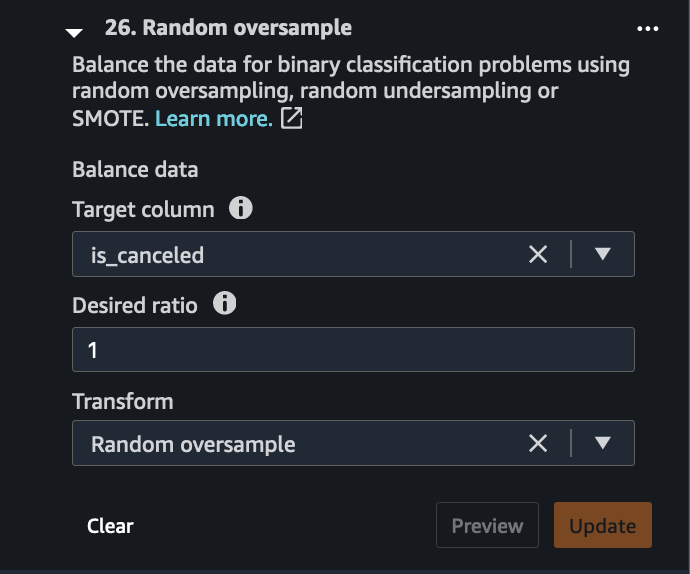 26. Random oversample
Balance the data for binary classification problems using
random oversampling, random undersampling or
SMOTE. Learn more.
Balance data
Target column
is_canceled
Desired ratio
1
Transform
Random oversample
Clear Preview Update